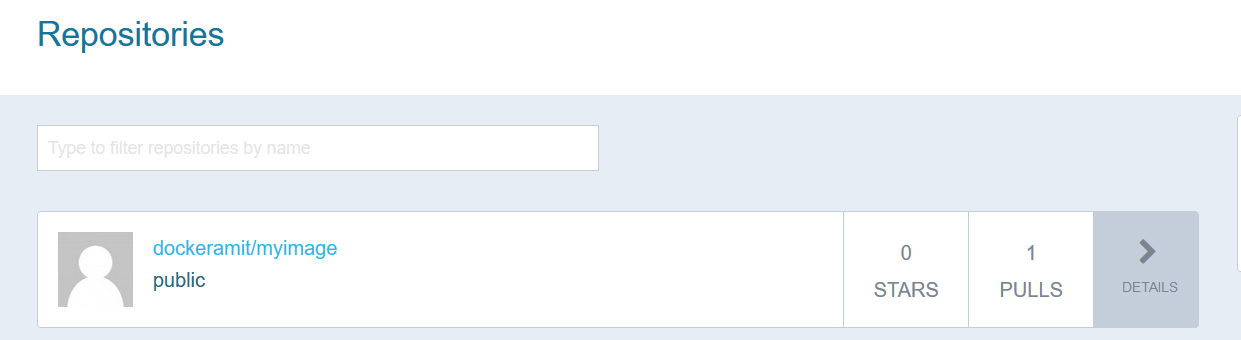 Repositories
Type to filter repositories by name
dockeramit/myimage
public
0
STARS
1
PULLS
DETAILS